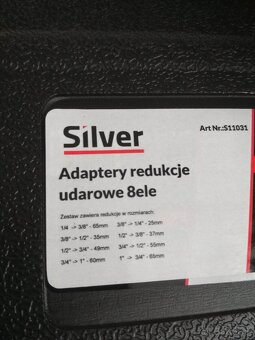 Silver
Art Nr.:S11031
Adaptery redukcje
udarowe 8ele
Zestaw zawiera redukcje w rozmiarach:
1/4 -> 3/8" - 65mm 3/8" -> 1/4" - 25mm
3/8" -> 1/2" - 35mm 1/2" -> 3/8" - 37mm
1/2" -> 3/4" - 49mm 3/4" -> 1/2" - 55mm
3/4" -> 1" - 60mm 1" -> 3/4" - 65mm